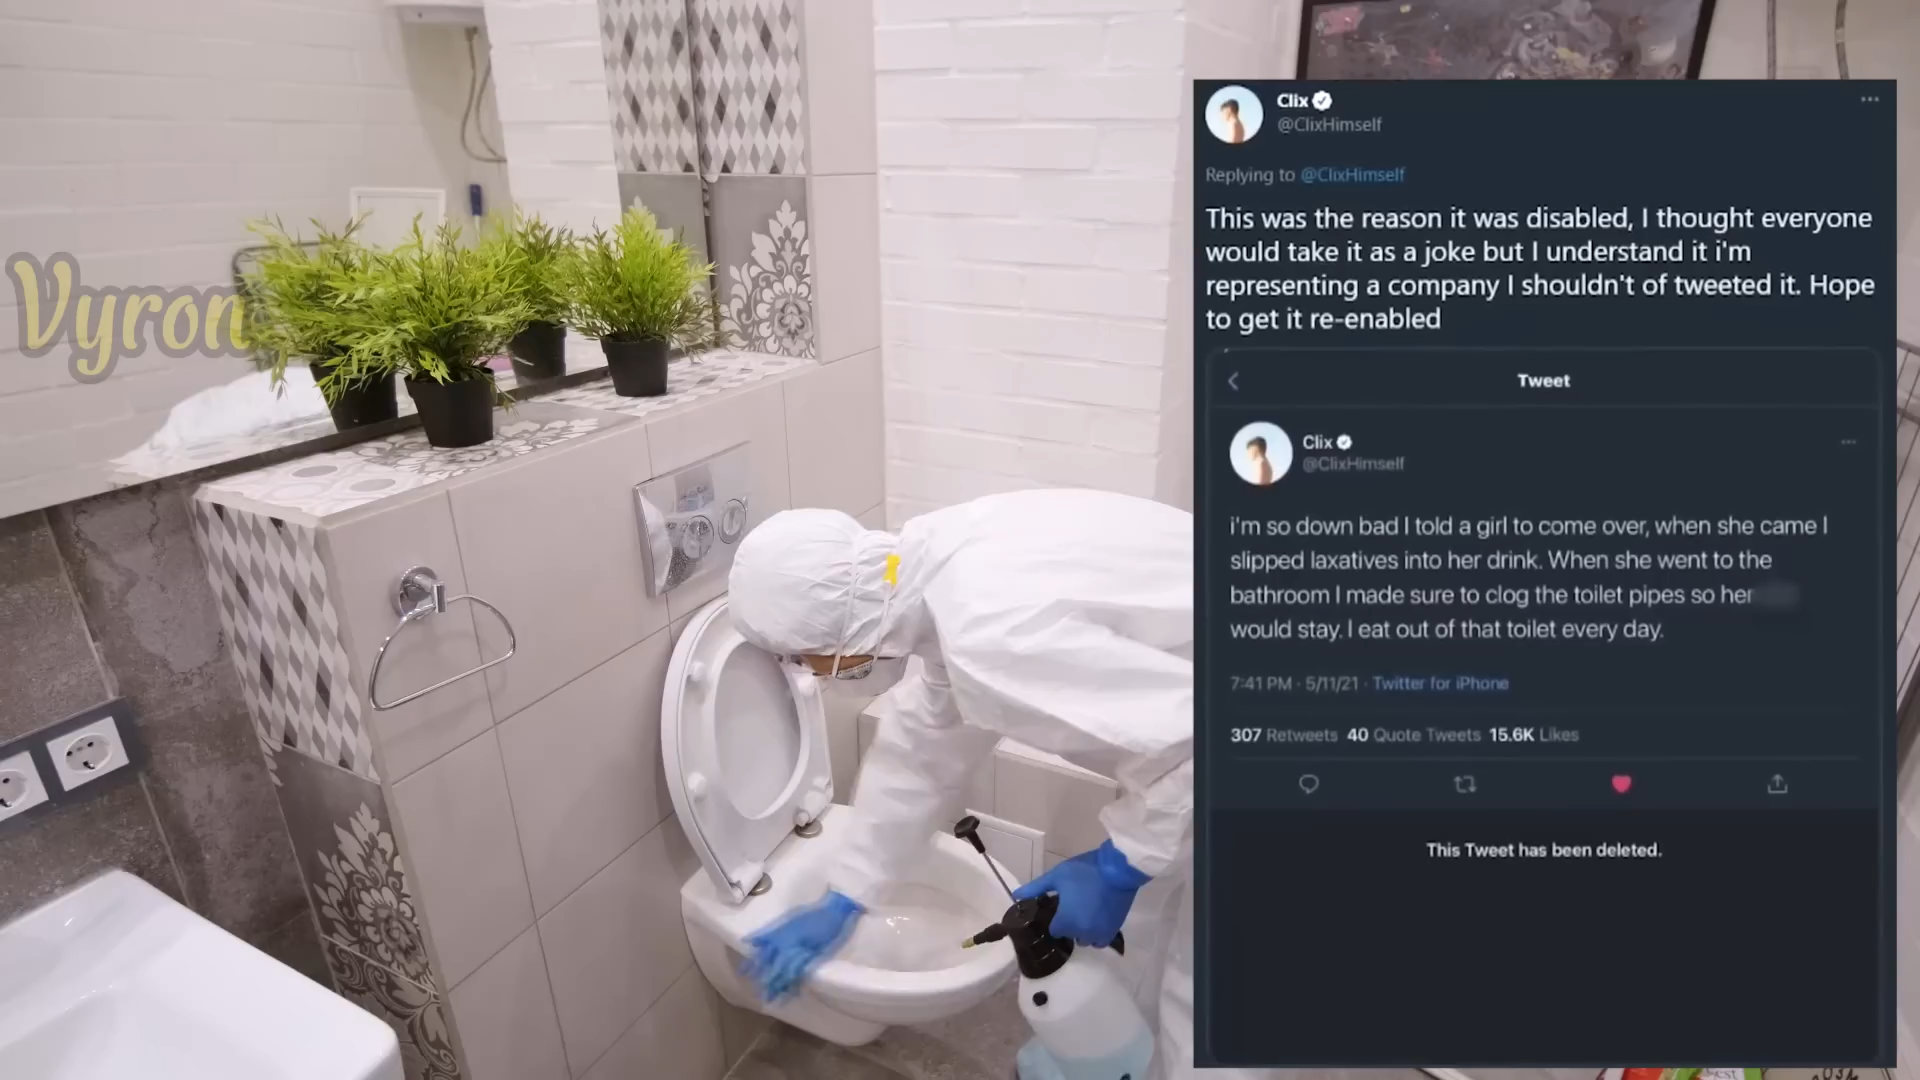 Vyron
Clix
@ClixHimself
Replying to @ClixHimself
This was the reason it was disabled, I thought everyone
would take it as a joke but I understand it i'm
representing a company I shouldn't of tweeted it. Hope
to get it re-enabled
Tweet
Clix
@ClixHimself
i'm so down bad I told a girl to come over, when she came I
slipped laxatives into her drink. When she went to the
bathroom I made sure to clog the toilet pipes so her
would stay. I eat out of that toilet every day.
7:41 PM · 5/11/21 · Twitter for iPhone
307 Retweets 40 Quote Tweets 15.6K Likes
This Tweet has been deleted.